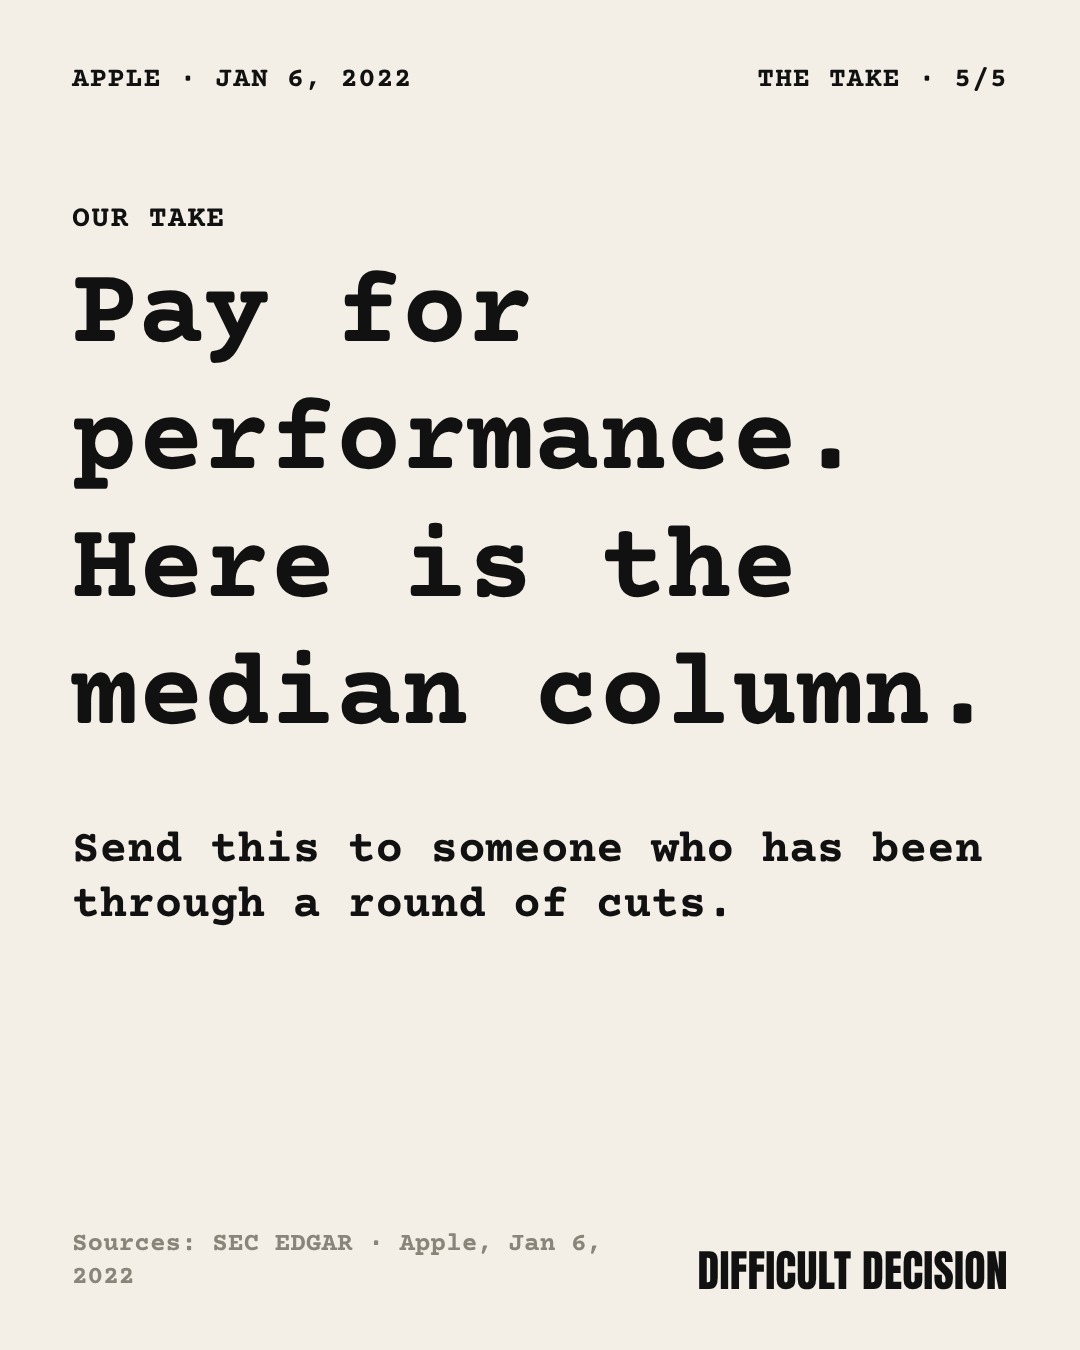 APPLE · JAN 6, 2022
THE TAKE · 5/5
OUR TAKE
Pay for
performance.
Here is the
median column.
Send this to someone who has been
through a round of cuts.
Sources: SEC EDGAR · Apple, Jan 6,
2022
DIFFICULT DECISION